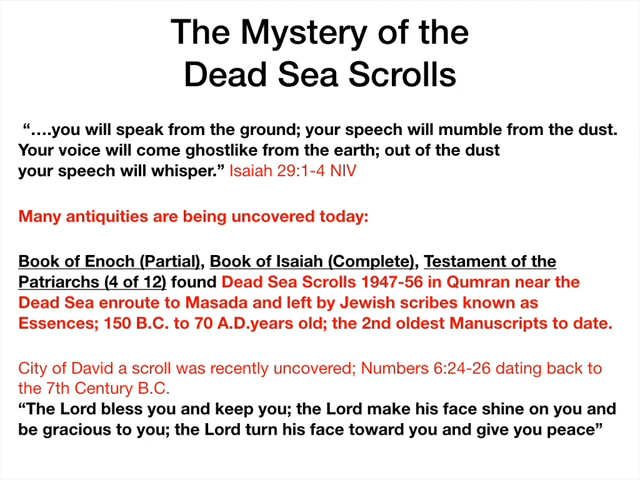 The Mystery of the
Dead Sea Scrolls
“….you will speak from the ground; your speech will mumble from the dust.
Your voice will come ghostlike from the earth; out of the dust
your speech will whisper.” Isaiah 29:1-4 NIV
Many antiquities are being uncovered today:
Book of Enoch (Partial), Book of Isaiah (Complete), Testament of the
Patriarchs (4 of 12) found Dead Sea Scrolls 1947-56 in Qumran near the
Dead Sea enroute to Masada and left by Jewish scribes known as
Essences; 150 B.C. to 70 A.D.years old; the 2nd oldest Manuscripts to date.
City of David a scroll was recently uncovered; Numbers 6:24-26 dating back to
the 7th Century B.C.
“The Lord bless you and keep you; the Lord make his face shine on you and
be gracious to you; the Lord turn his face toward you and give you peace”